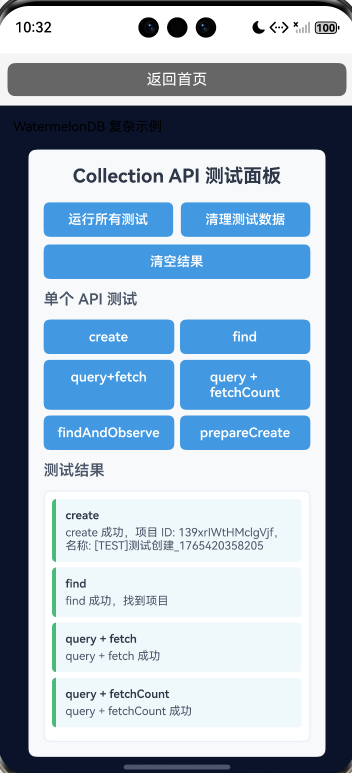 10:32
100
返回首页
WatermelonDB 复杂示例
Collection API 测试面板
运行所有测试
清理测试数据
清空结果
单个 API 测试
create
find
query+fetch
query +
fetchCount
findAndObserve
prepareCreate
测试结果
create
create 成功，项目 ID: 139xrIWtHMclgVjf，
名称: [TEST]测试创建_1765420358205
find
find 成功，找到项目
query + fetch
query + fetch 成功
query + fetchCount
query + fetchCount 成功